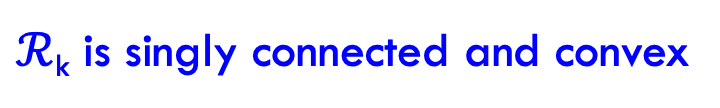 ℛₖ is singly connected and convex